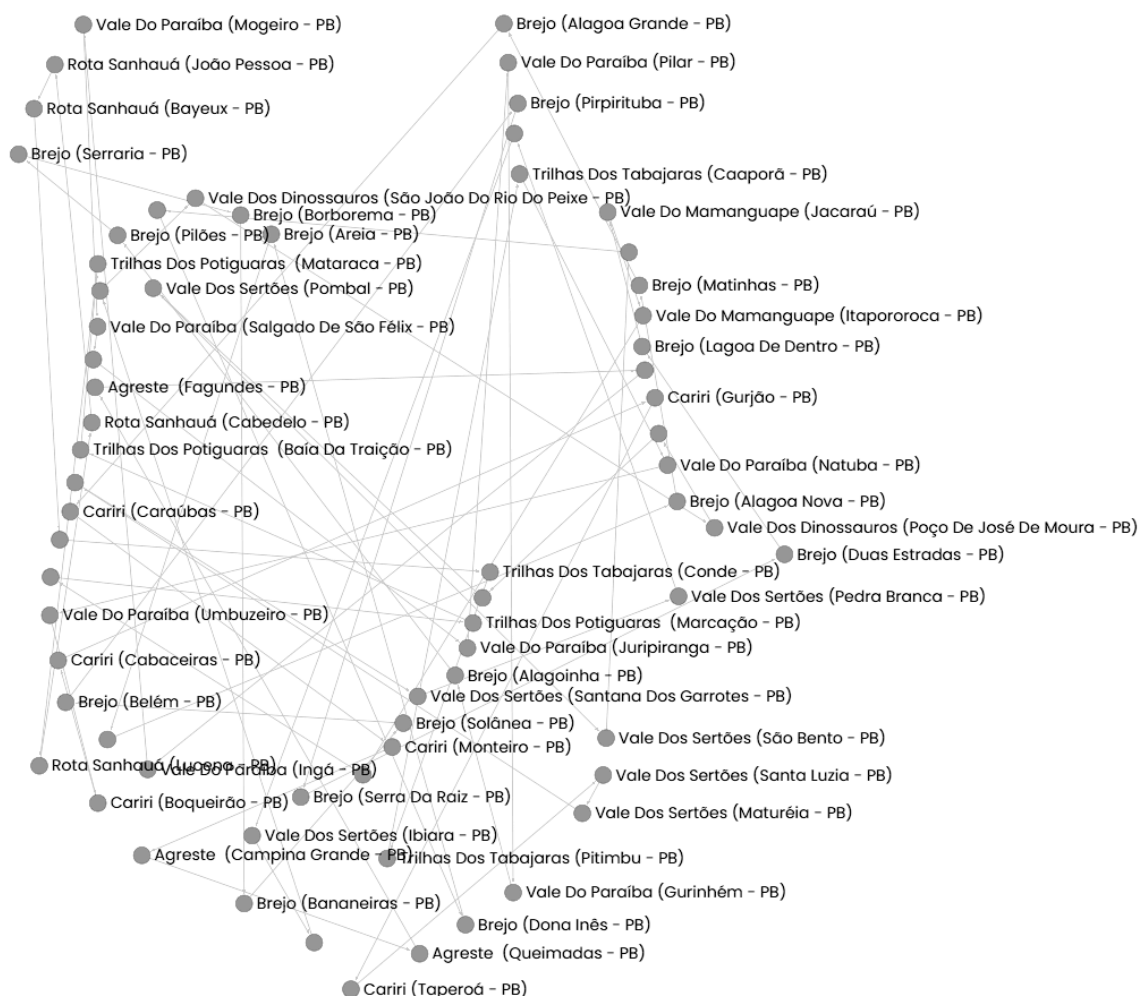 Vale Do Paraíba (Mogeiro - PB)
Brejo (Alagoa Grande - PB)
Rota Sanhauá (João Pessoa - PB)
Vale Do Paraíba (Pilar - PB)
Rota Sanhauá (Bayeux - PB)
Brejo (Pirpirituba - PB)
Brejo (Serraria - PB)
Trilhas Dos Tabajaras (Caaporã - PB)
Vale Dos Dinossauros (São João Do Rio Do Peixe - PB)
Brejo (Borborema - PB)
Vale Do Mamanguape (Jacaraú - PB)
Brejo (Pilões - PB)
Brejo (Areia - PB)
Trilhas Dos Potiguaras (Mataraca - PB)
Vale Dos Sertões (Pombal - PB)
Brejo (Matinhas - PB)
Vale Do Mamanguape (Itapororoca - PB)
Vale Do Paraíba (Salgado De São Félix - PB)
Brejo (Lagoa De Dentro - PB)
Agreste (Fagundes - PB)
Cariri (Gurjão - PB)
Rota Sanhauá (Cabedelo - PB)
Trilhas Dos Potiguaras (Baía Da Traição - PB)
Vale Do Paraíba (Natuba - PB)
Brejo (Alagoa Nova - PB)
Cariri (Caraúbas - PB)
Vale Dos Dinossauros (Poço De José De Moura - PB)
Brejo (Duas Estradas - PB)
Trilhas Dos Tabajaras (Conde - PB)
Vale Dos Sertões (Pedra Branca - PB)
Vale Do Paraíba (Umbuzeiro - PB)
Trilhas Dos Potiguaras (Marcação - PB)
Vale Do Paraíba (Juripiranga - PB)
Cariri (Cabaceiras - PB)
Brejo (Alagoinha - PB)
Vale Dos Sertões (Santana Dos Garrotes - PB)
Brejo (Belém - PB)
Brejo (Solânea - PB)
Vale Dos Sertões (São Bento - PB)
Cariri (Monteiro - PB)
Rota Sanhauá (Lucena - PB)
Vale Do Paraíba (Ingá - PB)
Vale Dos Sertões (Santa Luzia - PB)
Cariri (Boqueirão - PB)
Brejo (Serra Da Raiz - PB)
Vale Dos Sertões (Maturéia - PB)
Vale Dos Sertões (Ibiara - PB)
Agreste (Campina Grande - PB)
Trilhas Dos Tabajaras (Pitimbu - PB)
Vale Do Paraíba (Gurinhém - PB)
Brejo (Bananeiras - PB)
Brejo (Dona Inês - PB)
Agreste (Queimadas - PB)
Cariri (Taperoá - PB)